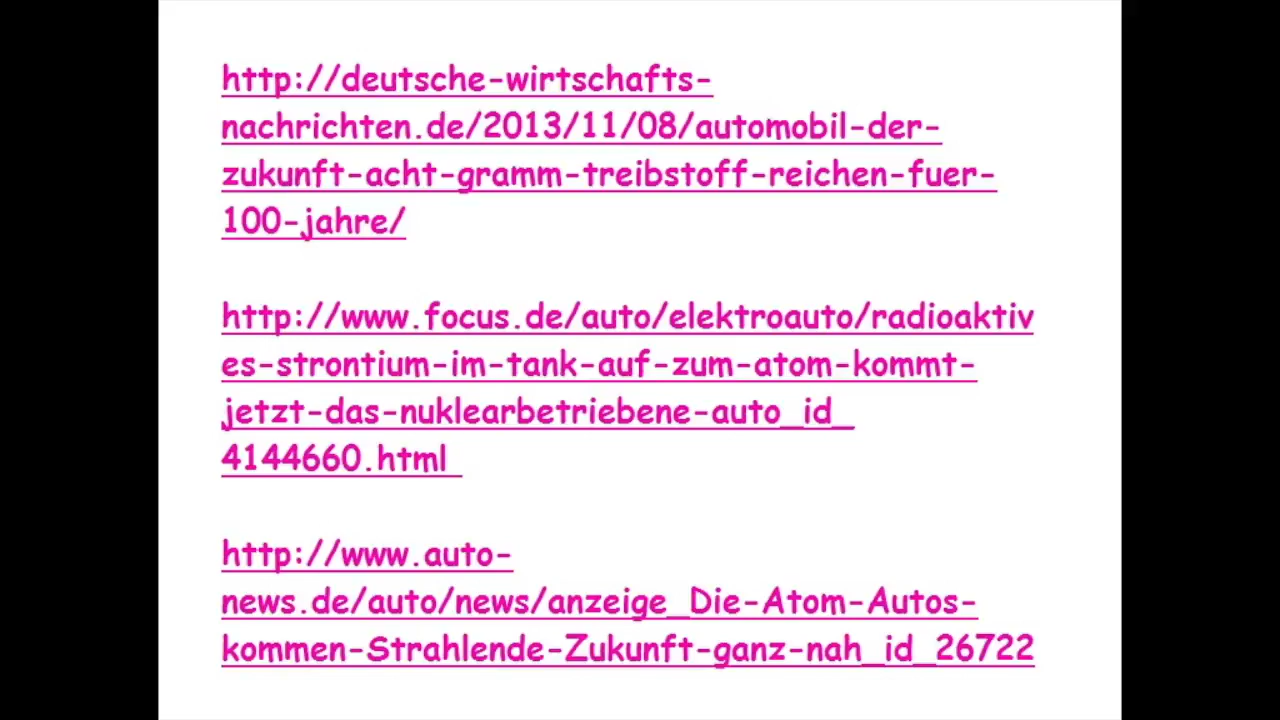 http://deutsche-wirtschafts-
nachrichten.de/2013/11/08/automobil-der-
zukunft-acht-gramm-treibstoff-reichen-fuer-
100-jahre/
http://www.focus.de/auto/elektroauto/radioaktiv
es-strontium-im-tank-auf-zum-atom-kommt-
jetzt-das-nuklearbetriebene-auto_id_
4144660.html
http://www.auto-
news.de/auto/news/anzeige_Die-Atom-Autos-
kommen-Strahlende-Zukunft-ganz-nah_id_26722